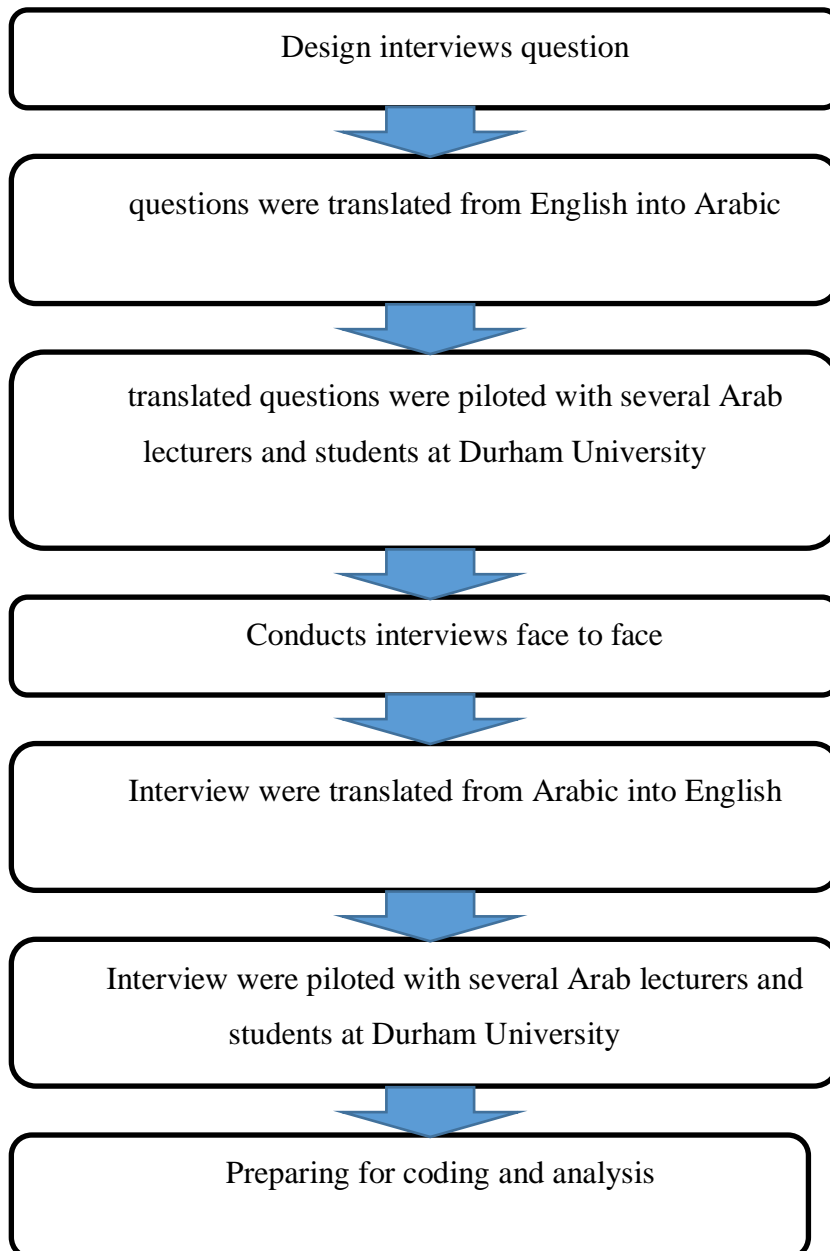 Design interviews question
questions were translated from English into Arabic
translated questions were piloted with several Arab
lecturers and students at Durham University
Conducts interviews face to face
Interview were translated from Arabic into English
Interview were piloted with several Arab lecturers and
students at Durham University
Preparing for coding and analysis